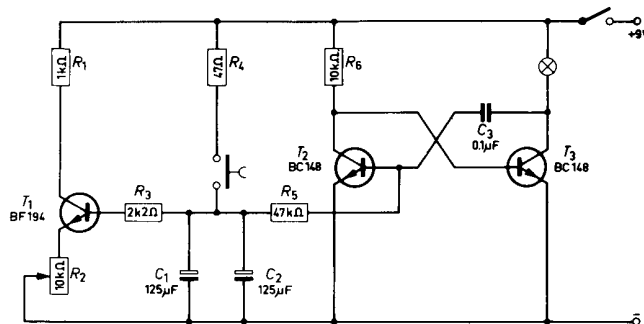 +9V
R1
1kΩ
R4
47Ω
R6
10kΩ
C3
0.1µF
T2
BC148
T3
BC148
T1
BF194
R3
2k2Ω
R5
47kΩ
R2
10kΩ
C1
125µF
C2
125µF
-